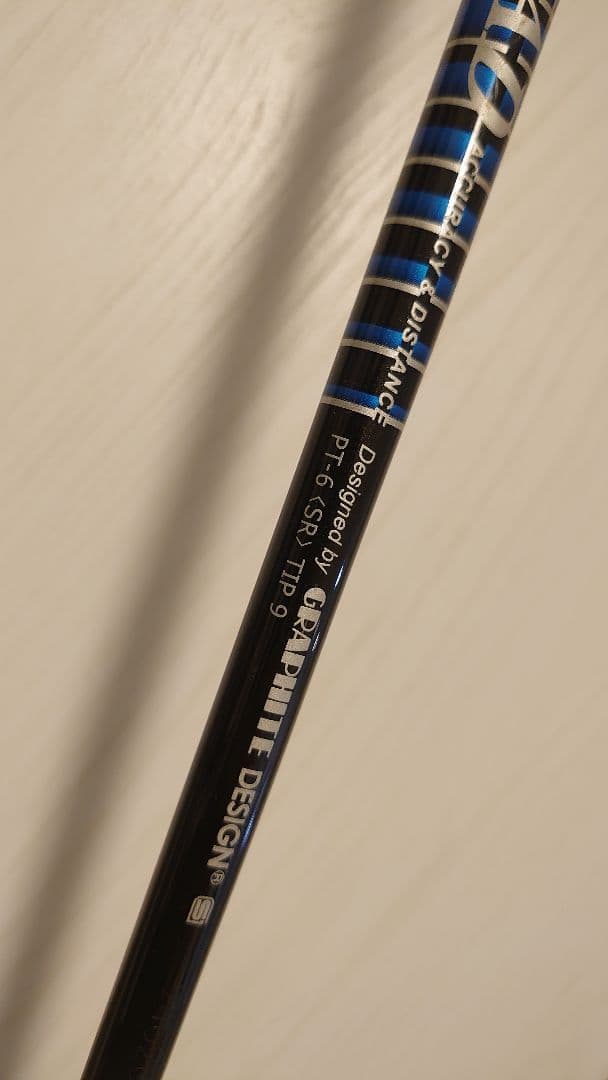 ACCURACY & DISTANCE
Designed by GRAPHITE DESIGN®
PT-6 <SR> TIP 9